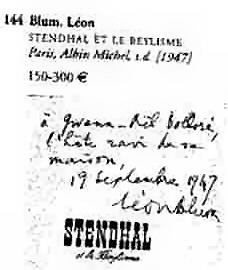 144 Blum, Léon
STENDHAL ET LE BEYLISME
Paris, Albin Michel, s.d. [1947]
150-300 €
à Gwenn-Aël Bolloré,
l'hôte ravi de sa
maison,
19 Septembre 1947
Léon Blum
STENDHAL
et le Beylisme